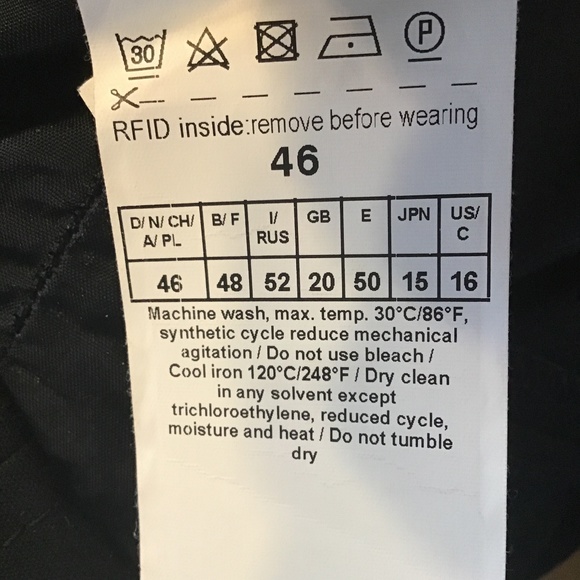 30 P
RFID inside:remove before wearing
46
D/ N/ CH/ A/ PL B/ F I/ RUS GB E JPN US/ C
46 48 52 20 50 15 16
Machine wash, max. temp. 30°C/86°F,
synthetic cycle reduce mechanical
agitation / Do not use bleach /
Cool iron 120°C/248°F / Dry clean
in any solvent except
trichloroethylene, reduced cycle,
moisture and heat / Do not tumble
dry